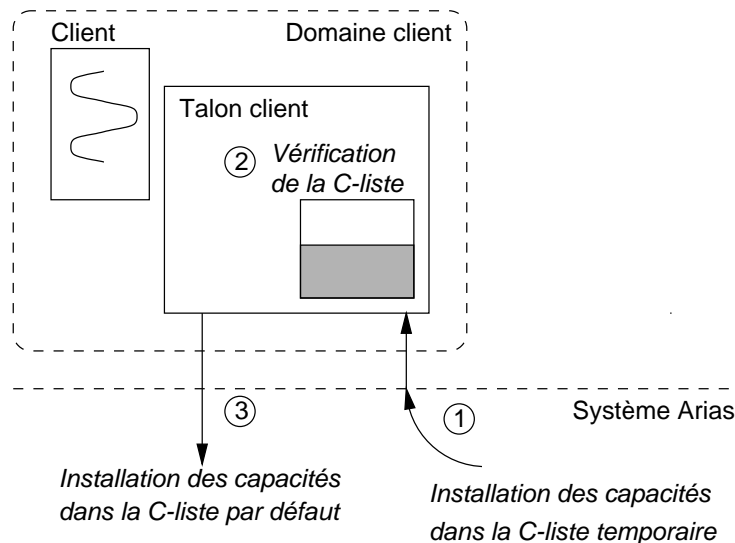 Client
Domaine client
Talon client
2
Vérification
de la C-liste
3
1
Système Arias
Installation des capacités
dans la C-liste par défaut
Installation des capacités
dans la C-liste temporaire